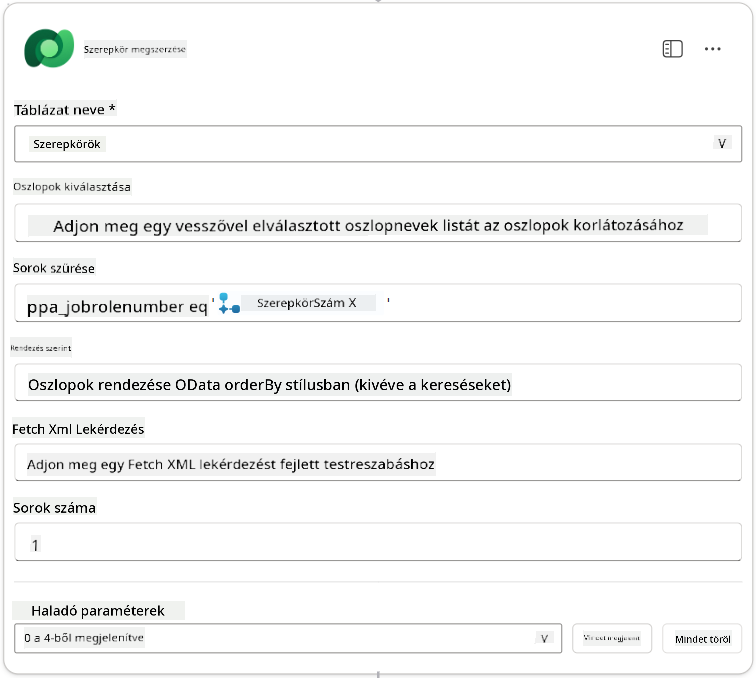 Szerepkör megszerzése
Táblázat neve *
Szerepkörök
V
Oszlopok kiválasztása
Adjon meg egy vesszővel elválasztott oszlopnevek listát az oszlopok korlátozásához
Sorok szűrése
ppa_jobrolenumber eq ' SzerepkörSzám X '
Rendezés szerint
Oszlopok rendezése OData orderBy stílusban (kivéve a kereséseket)
Fetch Xml Lekérdezés
Adjon meg egy Fetch XML lekérdezést fejlett testreszabáshoz
Sorok száma
1
Haladó paraméterek
0 a 4-ből megjelenítve
V
Mindet töröl